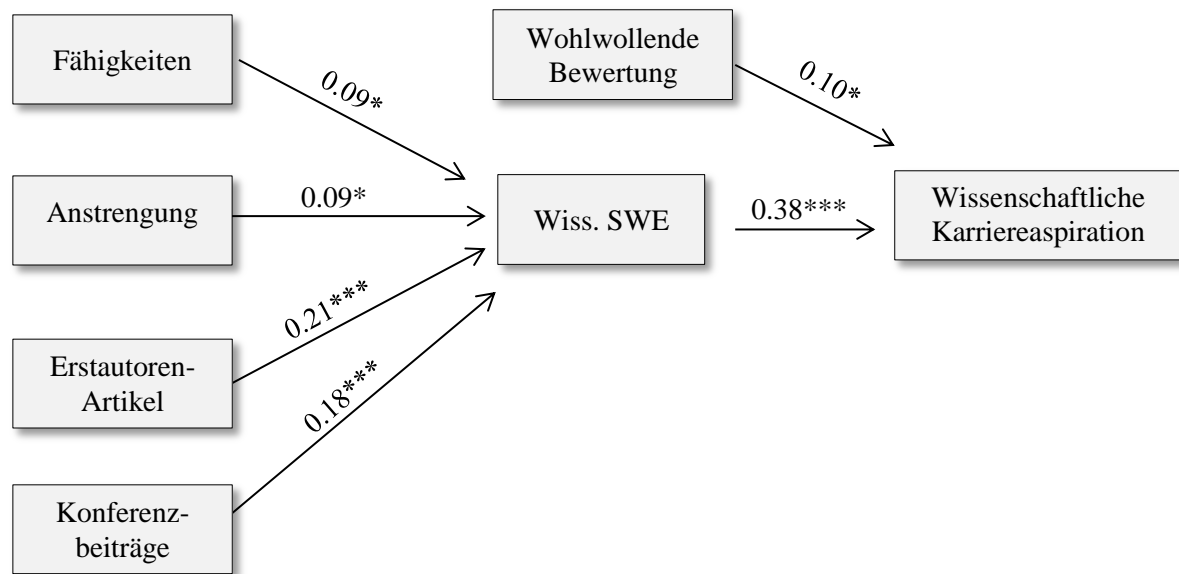 Fähigkeiten
0.09*
Wohlwollende
Bewertung
0.10*
Anstrengung
0.09*
Wiss. SWE
0.38***
Wissenschaftliche
Karriereaspiration
Erstautoren-
Artikel
0.21***
Konferenz-
beiträge
0.18***